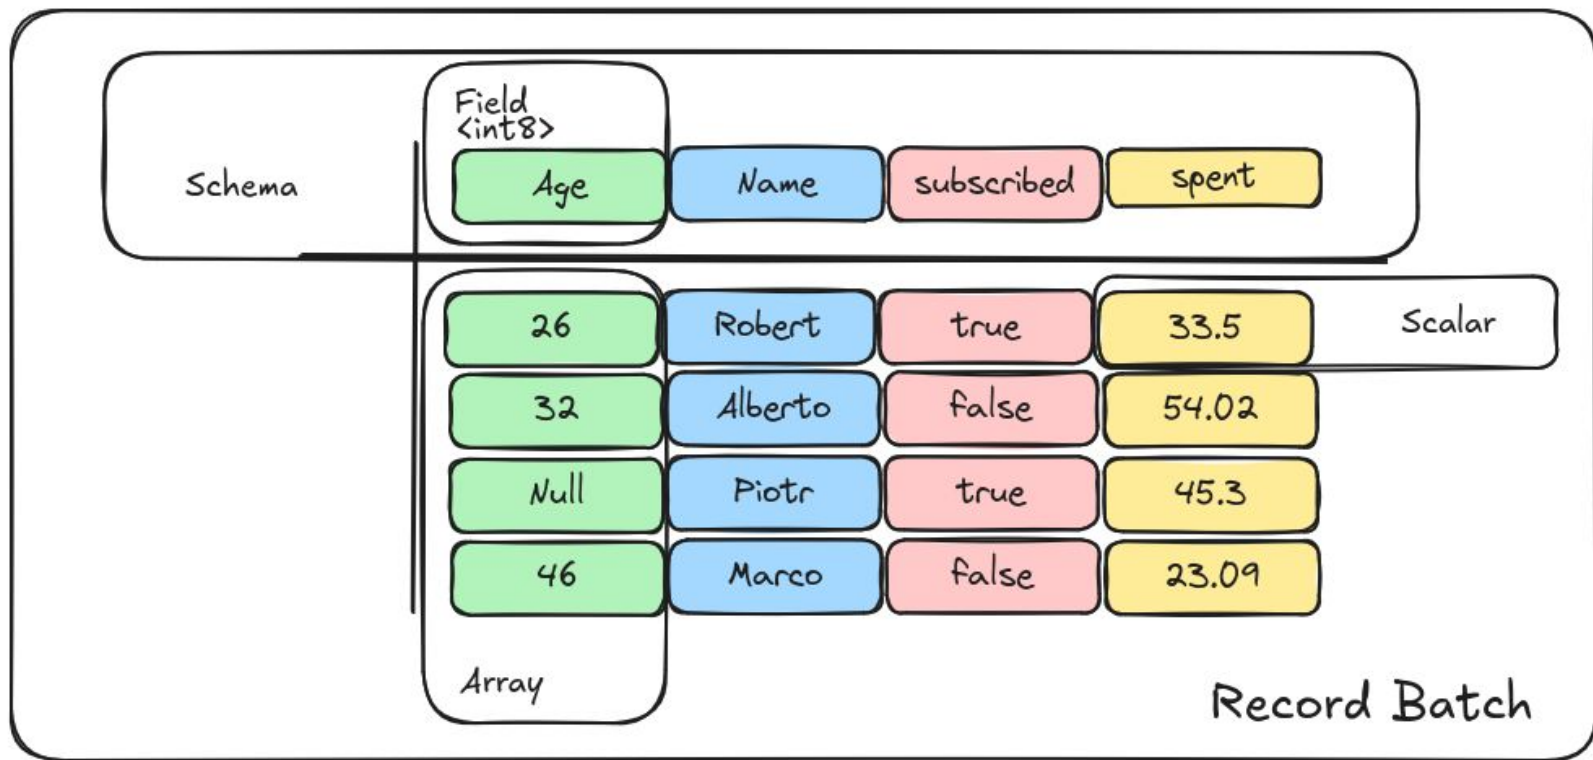 Field
<int8>
Schema
Age
Name
subscribed
spent
26
Robert
true
33.5
Scalar
32
Alberto
false
54.02
Null
Piotr
true
45.3
46
Marco
false
23.09
Array
Record Batch